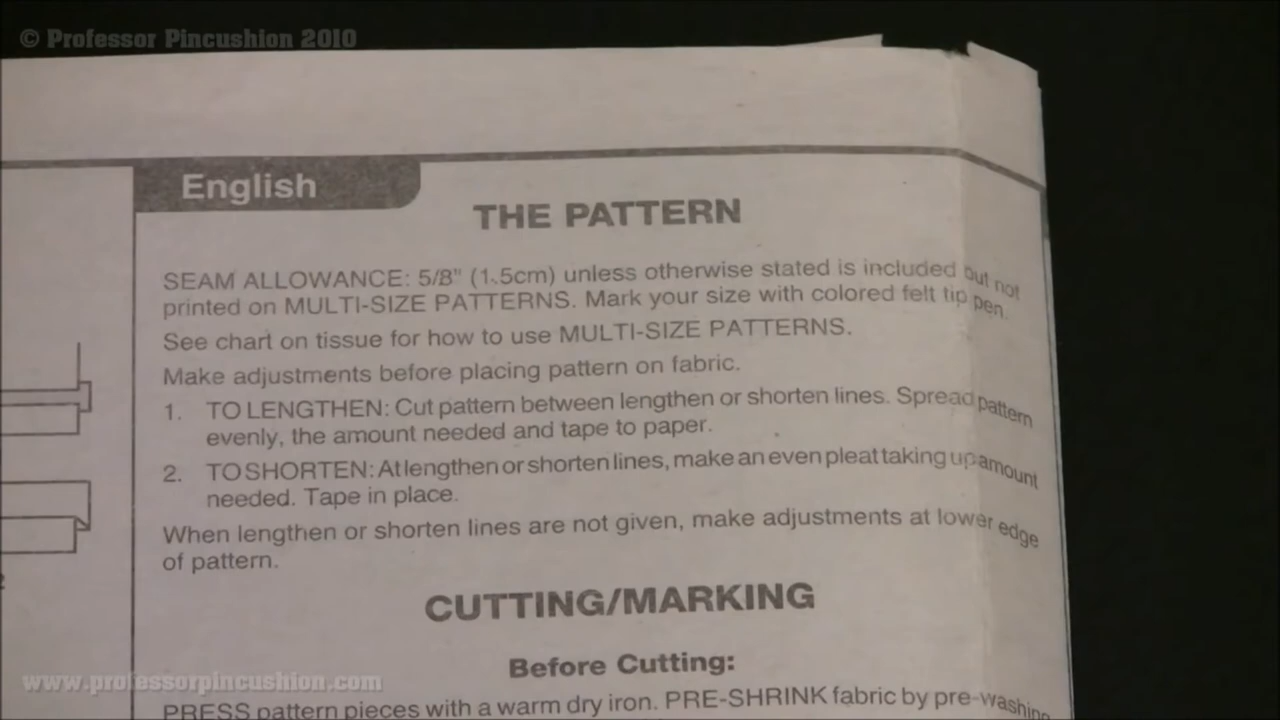 © Professor Pincushion 2010
English
THE PATTERN
SEAM ALLOWANCE: 5/8" (1.5cm) unless otherwise stated is included but not
printed on MULTI-SIZE PATTERNS. Mark your size with colored felt tip pen.
See chart on tissue for how to use MULTI-SIZE PATTERNS.
Make adjustments before placing pattern on fabric.
1. TO LENGTHEN: Cut pattern between lengthen or shorten lines. Spread pattern
evenly, the amount needed and tape to paper.
2. TO SHORTEN: At lengthen or shorten lines, make an even pleat taking up amount
needed. Tape in place.
When lengthen or shorten lines are not given, make adjustments at lower edge
of pattern.
CUTTING/MARKING
Before Cutting:
PRESS pattern pieces with a warm dry iron. PRE-SHRINK fabric by pre-washing
www.professorpincushion.com